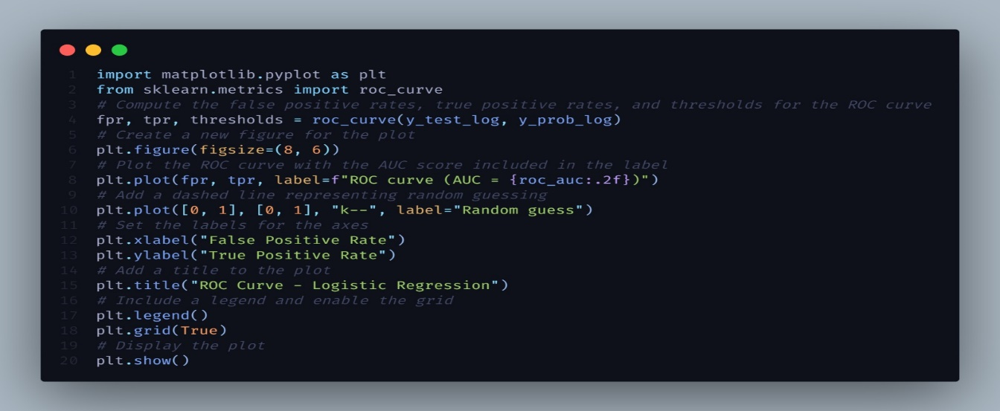 1 import matplotlib.pyplot as plt
2 from sklearn.metrics import roc_curve
3 # Compute the false positive rates, true positive rates, and thresholds for the ROC curve
4 fpr, tpr, thresholds = roc_curve(y_test_log, y_prob_log)
5 # Create a new figure for the plot
6 plt.figure(figsize=(8, 6))
7 # Plot the ROC curve with the AUC score included in the label
8 plt.plot(fpr, tpr, label=f"ROC curve (AUC = {roc_auc:.2f})")
9 # Add a dashed line representing random guessing
10 plt.plot([0, 1], [0, 1], "k--", label="Random guess")
11 # Set the labels for the axes
12 plt.xlabel("False Positive Rate")
13 plt.ylabel("True Positive Rate")
14 # Add a title to the plot
15 plt.title("ROC Curve - Logistic Regression")
16 # Include a legend and enable the grid
17 plt.legend()
18 plt.grid(True)
19 # Display the plot
20 plt.show()